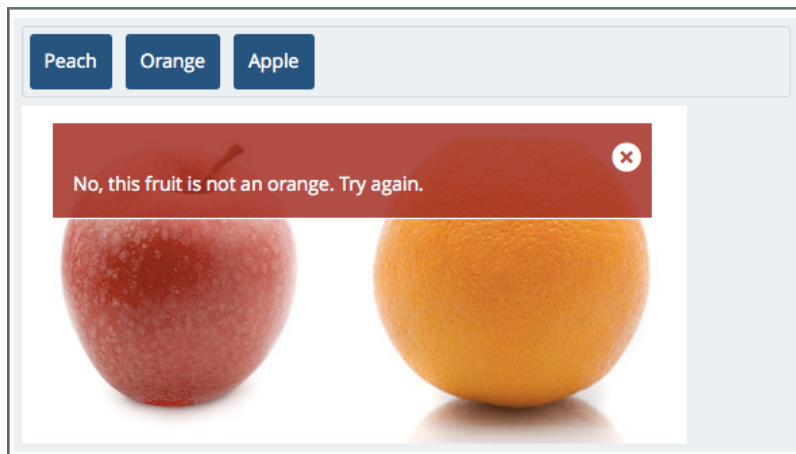 Peach Orange Apple
No, this fruit is not an orange. Try again.